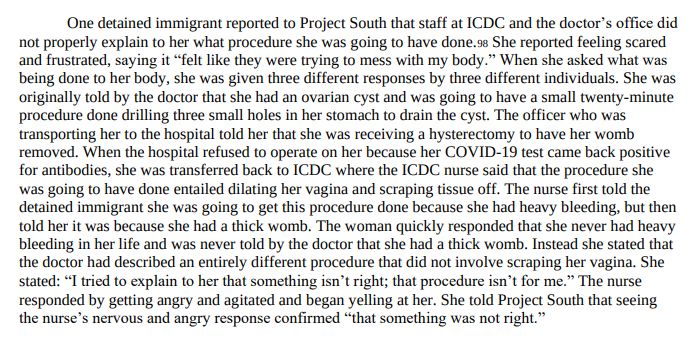 One detained immigrant reported to Project South that staff at ICDC and the doctor’s office did
not properly explain to her what procedure she was going to have done.98 She reported feeling scared
and frustrated, saying it “felt like they were trying to mess with my body.” When she asked what was
being done to her body, she was given three different responses by three different individuals. She was
originally told by the doctor that she had an ovarian cyst and was going to have a small twenty-minute
procedure done drilling three small holes in her stomach to drain the cyst. The officer who was
transporting her to the hospital told her that she was receiving a hysterectomy to have her womb
removed. When the hospital refused to operate on her because her COVID-19 test came back positive
for antibodies, she was transferred back to ICDC where the ICDC nurse said that the procedure she
was going to have done entailed dilating her vagina and scraping tissue off. The nurse first told the
detained immigrant she was going to get this procedure done because she had heavy bleeding, but then
told her it was because she had a thick womb. The woman quickly responded that she never had heavy
bleeding in her life and was never told by the doctor that she had a thick womb. Instead she stated that
the doctor had described an entirely different procedure that did not involve scraping her vagina. She
stated: “I tried to explain to her that something isn’t right; that procedure isn’t for me.” The nurse
responded by getting angry and agitated and began yelling at her. She told Project South that seeing
the nurse’s nervous and angry response confirmed “that something was not right.”